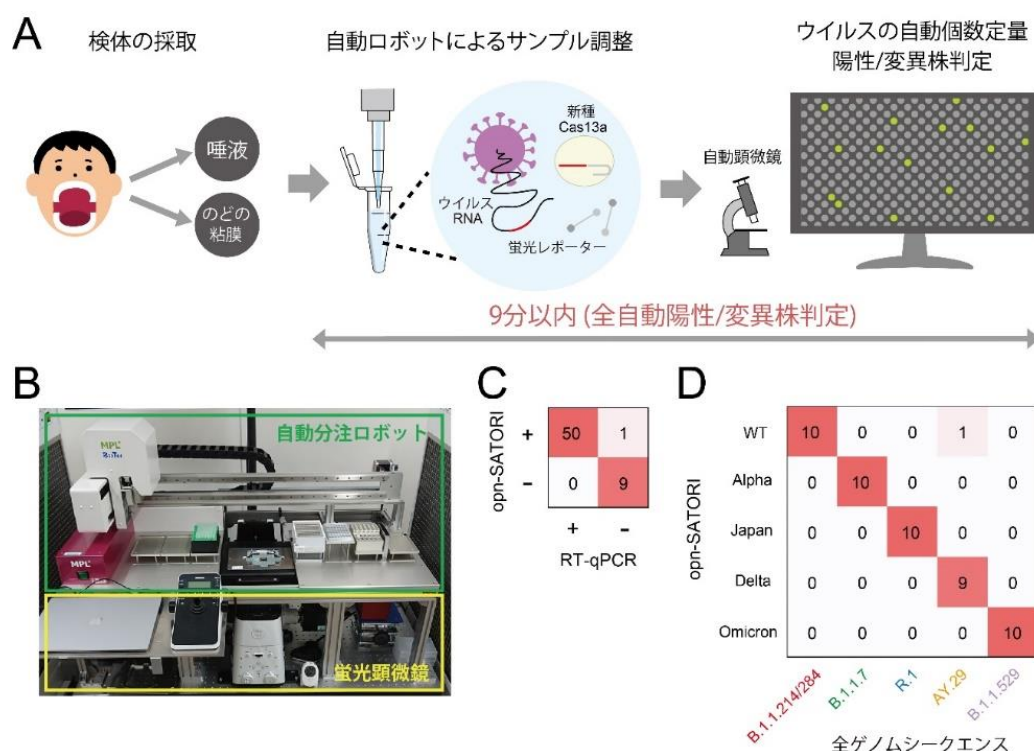 A
検体の採取
自動ロボットによるサンプル調整
ウイルスの自動個数定量
陽性/変異株判定
唾液
のどの
粘膜
新種
Cas13a
ウイルス
RNA
蛍光レポーター
自動顕微鏡
9分以内 (全自動陽性/変異株判定)
B
自動分注ロボット
MPL
MPL
蛍光顕微鏡
C
opn-SATORI
+ 50 1
- 0 9
+ -
RT-qPCR
D
opn-SATORI
WT 10 0 0 1 0
Alpha 0 10 0 0 0
Japan 0 0 10 0 0
Delta 0 0 0 9 0
Omicron 0 0 0 0 10
B.1.1.214/284 B.1.1.7 R.1 AY.29 B.1.1.529
全ゲノムシークエンス